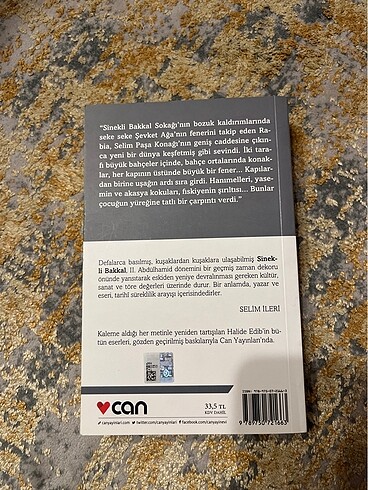 "Sinekli Bakkal Sokağı'nın bozuk kaldırımlarında
seke seke Şevket Ağa'nın fenerini takip eden Ra-
bia, Selim Paşa Konağı'nın geniş caddesine çıkın-
ca yeni bir dünya keşfetmiş gibi sevindi. İki tara-
fı büyük bahçeler içinde, bahçe ortalarında konak-
lar, her kapının üstünde büyük bir fener... Kapılar-
dan birine uşağın ardı sıra girdi. Hanımelleri, yase-
min ve akasya kokuları, fıskiyenin şırıltısı... Bunlar
çocuğun yüreğine tatlı bir çarpıntı verdi."
Defalarca basılmış, kuşaklardan kuşaklara ulaşabilmiş Sinek-
li Bakkal, II. Abdülhamid dönemini bir geçmiş zaman dekoru
önünde yansıtarak eskiden yeniye devralınması gereken kültür,
sanat ve töre değerleri üzerinde durur. Bir anlamda, yazar ve
eseri, tarihî süreklilik arayışı içerisindedirler.
SELİM İLERİ
Kaleme aldığı her metinle yeniden tartışılan Halide Edib'in bü-
tün eserleri, gözden geçirilmiş baskılarıyla Can Yayınları'nda.
can
33,5 TL
KDV DAHİL
canyayinlari.com twitter.com/canyayinlari facebook.com/canyayinevi
9 789750 721663